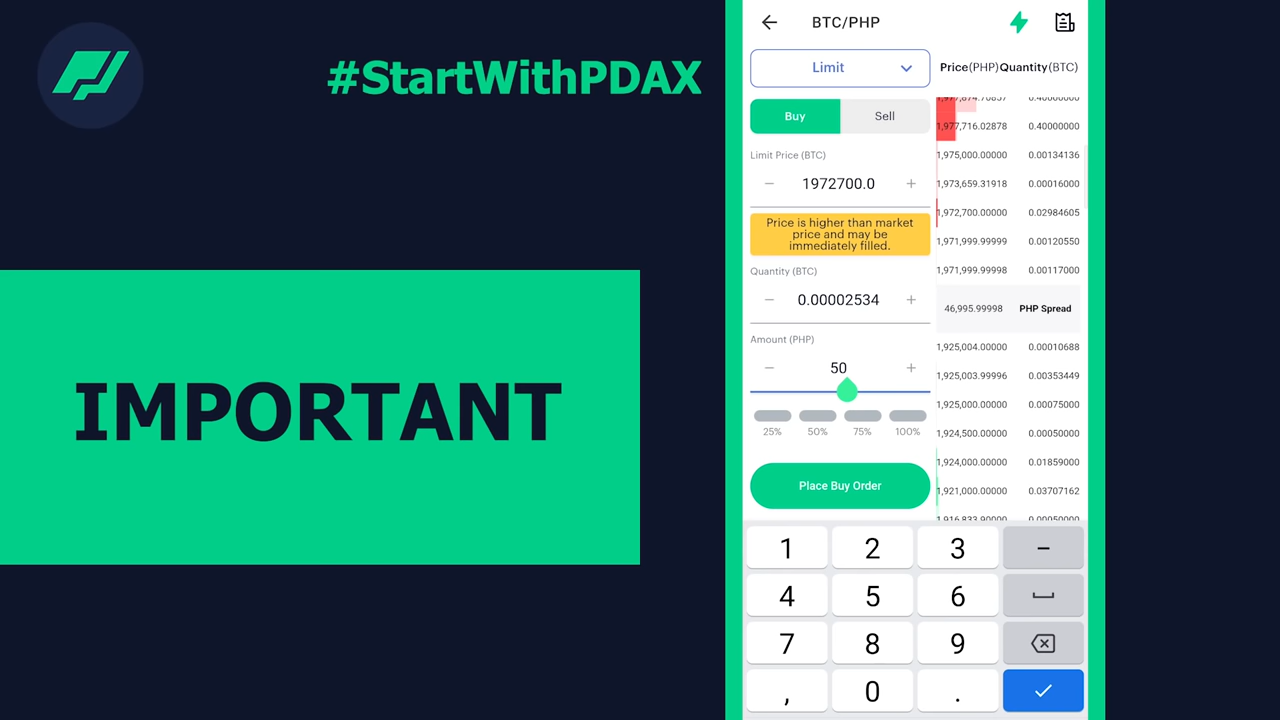 #StartWithPDAX
IMPORTANT
BTC/PHP
Limit
Buy
Sell
Limit Price (BTC)
− 1972700.0 +
Price is higher than market
price and may be
immediately filled.
Quantity (BTC)
− 0.00002534 +
Amount (PHP)
− 50 +
25% 50% 75% 100%
Place Buy Order
Price(PHP) Quantity(BTC)
1,977,716.02878 0.40000000
1,975,000.00000 0.00134136
1,973,659.31918 0.00016000
1,972,700.00000 0.02984605
1,971,999.99999 0.00120550
1,971,999.99998 0.00117000
46,995.99998 PHP Spread
1,925,004.00000 0.00010688
1,925,003.99996 0.00353449
1,925,000.00000 0.00075000
1,924,500.00000 0.00050000
1,924,000.00000 0.01859000
1,921,000.00000 0.03707162
1 2 3 −
4 5 6
7 8 9
, 0 .